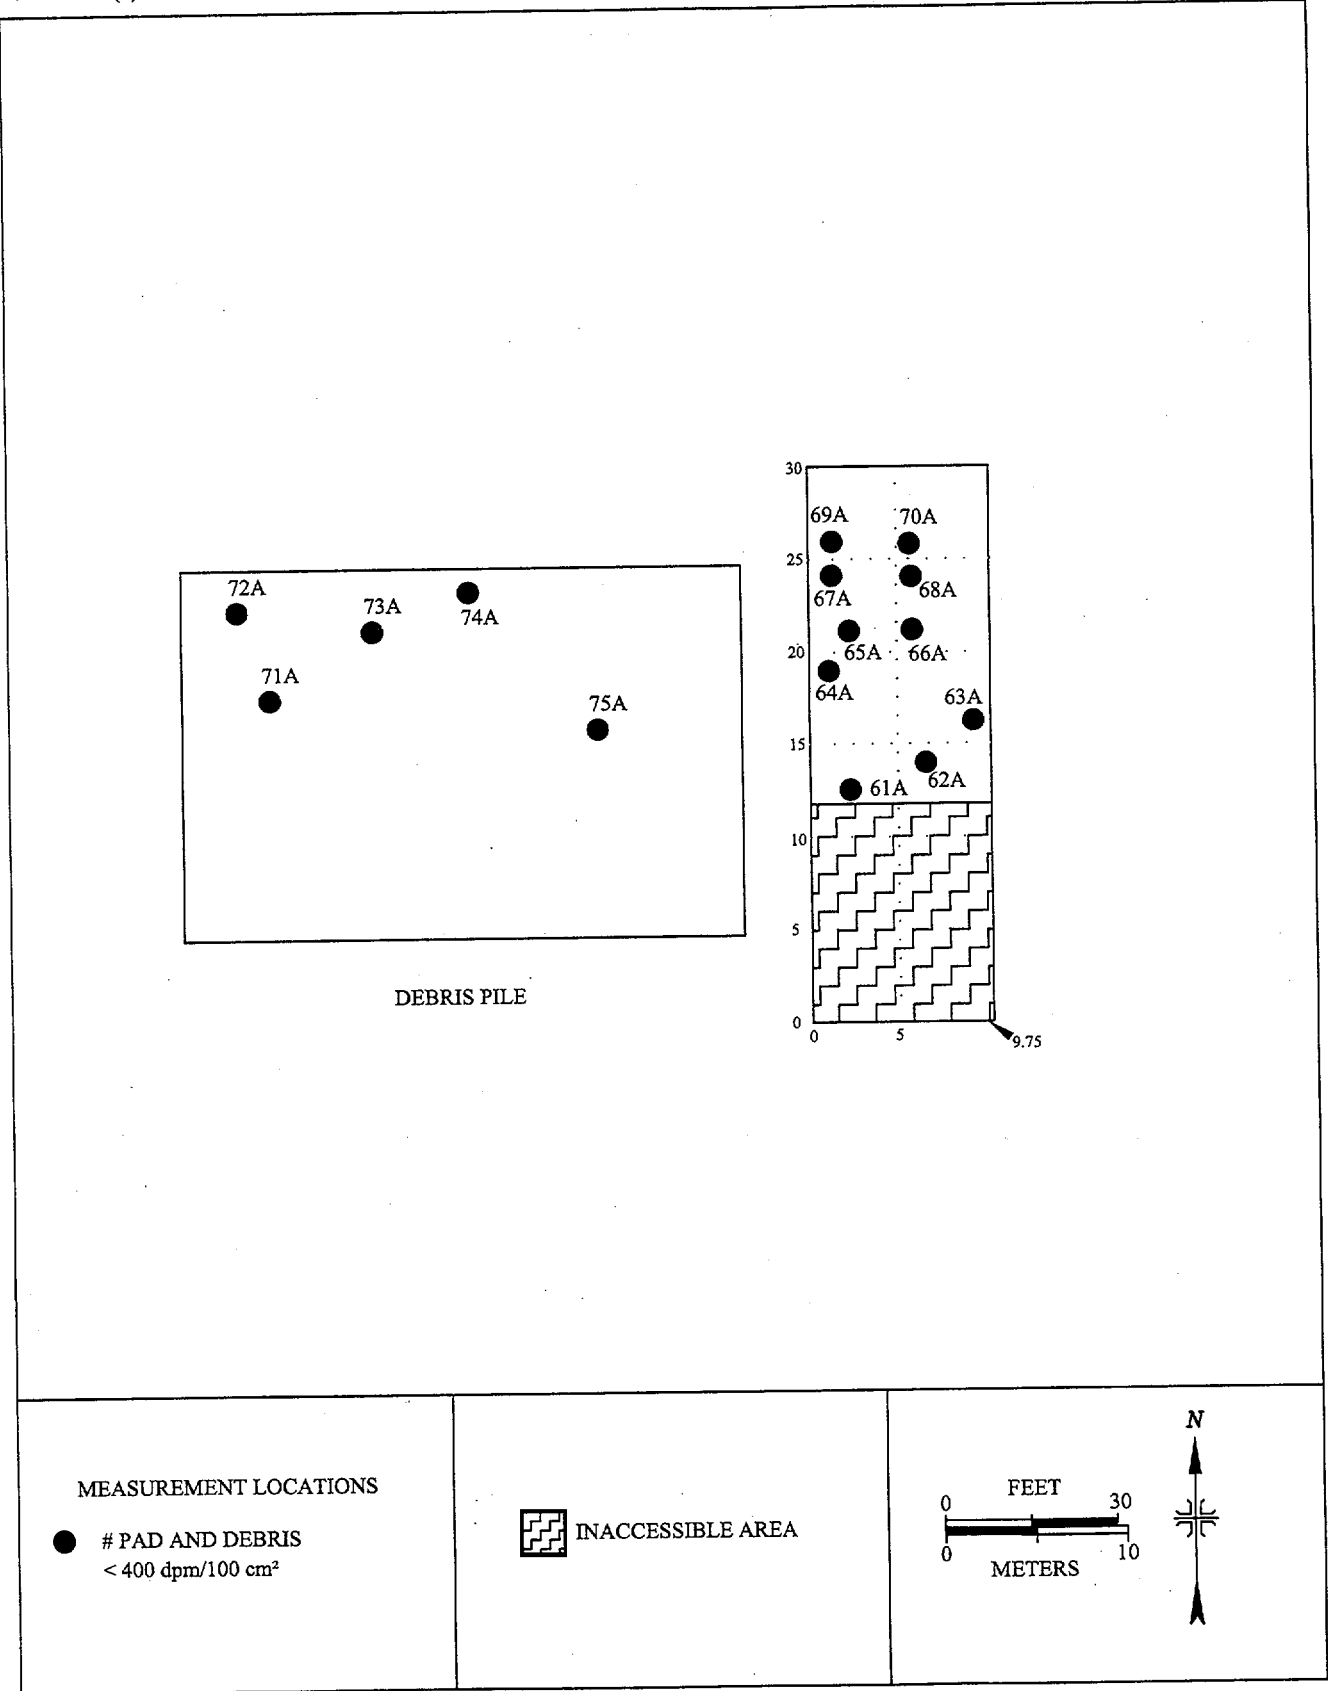 30
69A 70A
25
72A
67A 68A
73A
74A
20
65A 66A
71A
64A
63A
75A
15
62A
61A
10
5
DEBRIS PILE
0
0 5 9.75
MEASUREMENT LOCATIONS
# PAD AND DEBRIS
< 400 dpm/100 cm²
INACCESSIBLE AREA
N
FEET
0 30
0 10
METERS